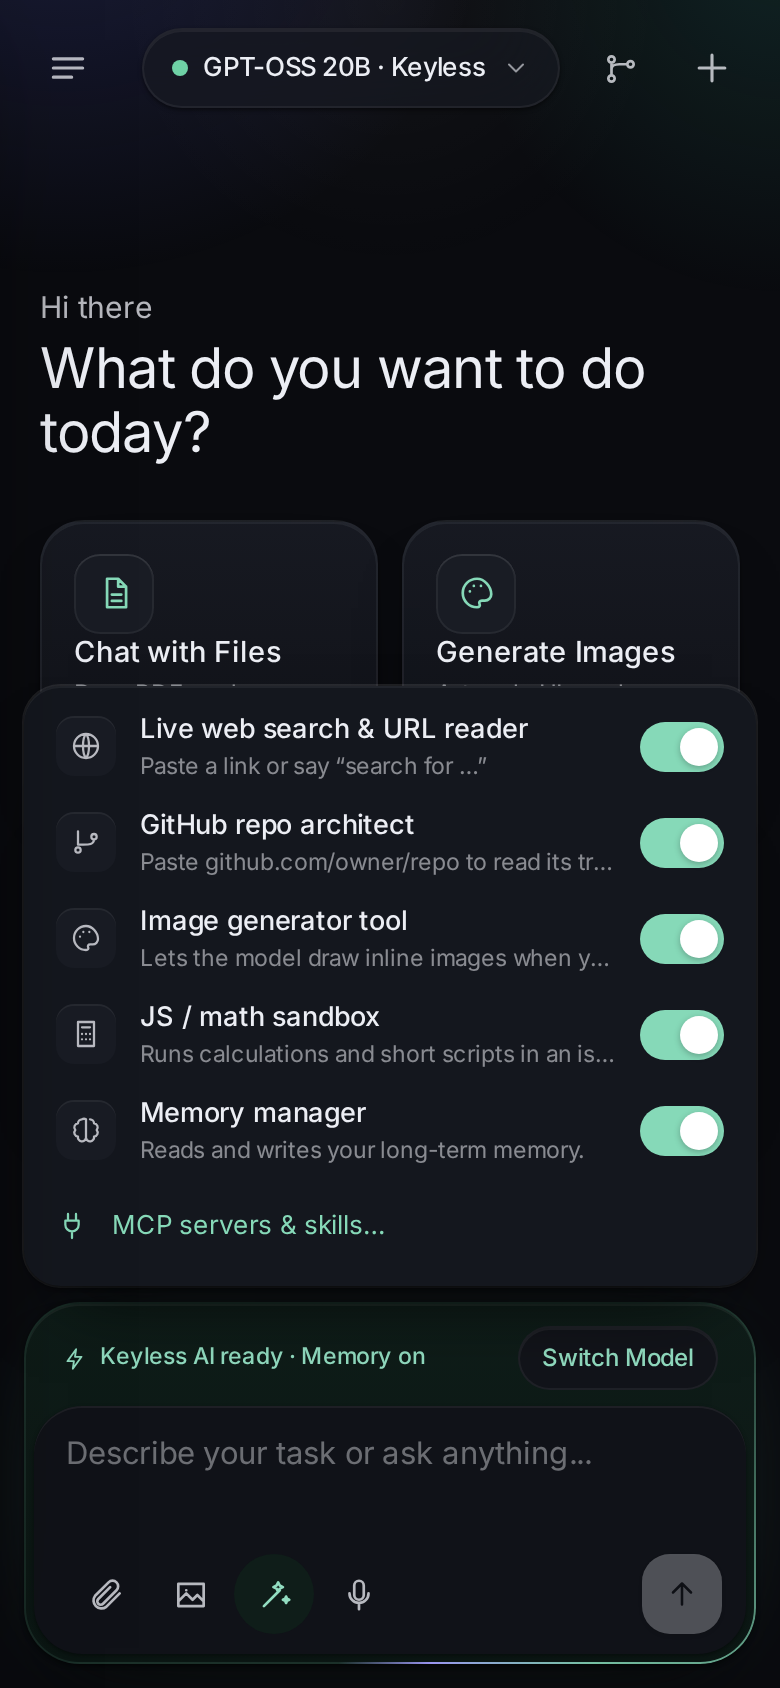 GPT-OSS 20B · Keyless
Hi there
What do you want to do
today?
Chat with Files
Generate Images
Live web search & URL reader
Paste a link or say “search for ...”
GitHub repo architect
Paste github.com/owner/repo to read its tr...
Image generator tool
Lets the model draw inline images when y...
JS / math sandbox
Runs calculations and short scripts in an is...
Memory manager
Reads and writes your long-term memory.
MCP servers & skills...
Keyless AI ready · Memory on
Switch Model
Describe your task or ask anything...